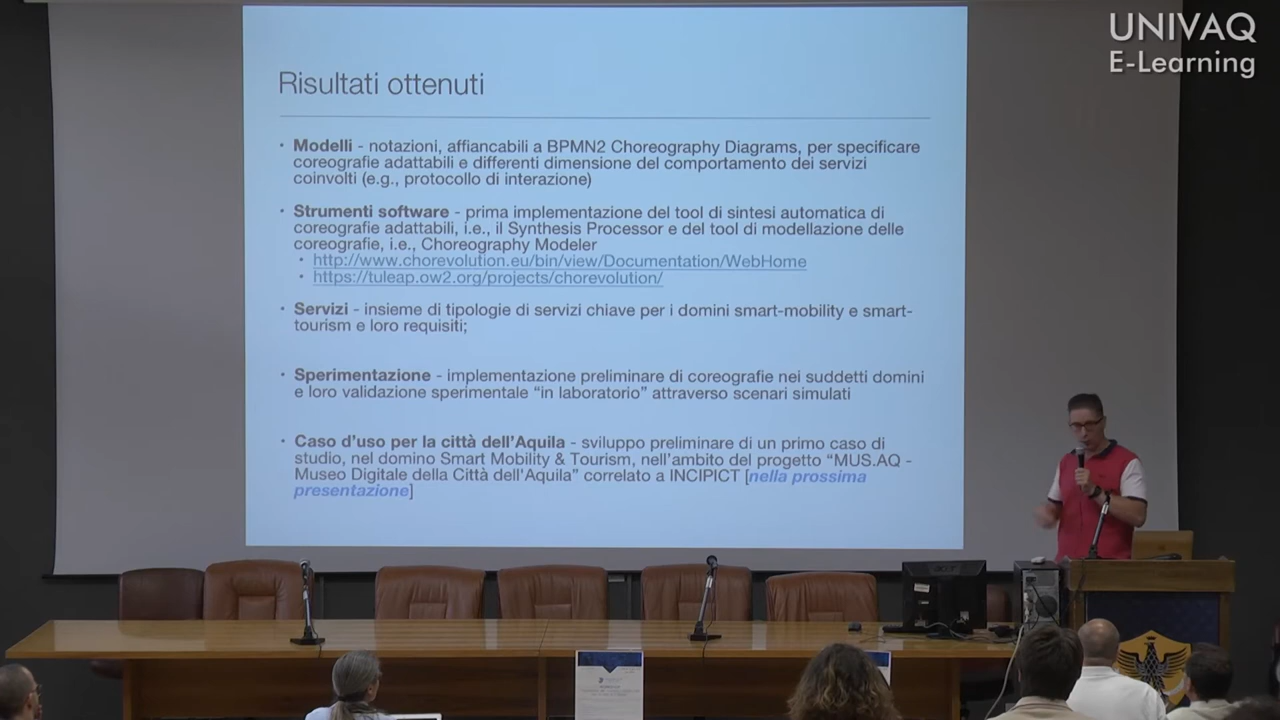 UNIVAQ
E-Learning
Risultati ottenuti
• Modelli - notazioni, affiancabili a BPMN2 Choreography Diagrams, per specificare
coreografie adattabili e differenti dimensione del comportamento dei servizi
coinvolti (e.g., protocollo di interazione)
• Strumenti software - prima implementazione del tool di sintesi automatica di
coreografie adattabili, i.e., il Synthesis Processor e del tool di modellazione delle
coreografie, i.e., Choreography Modeler
• http://www.chorevolution.eu/bin/view/Documentation/WebHome
• https://tuleap.ow2.org/projects/chorevolution/
• Servizi - insieme di tipologie di servizi chiave per i domini smart-mobility e smart-
tourism e loro requisiti;
• Sperimentazione - implementazione preliminare di coreografie nei suddetti domini
e loro validazione sperimentale “in laboratorio” attraverso scenari simulati
• Caso d'uso per la città dell'Aquila - sviluppo preliminare di un primo caso di
studio, nel domino Smart Mobility & Tourism, nell'ambito del progetto “MUS.AQ -
Museo Digitale della Città dell'Aquila” correlato a INCIPICT [nella prossima
presentazione]